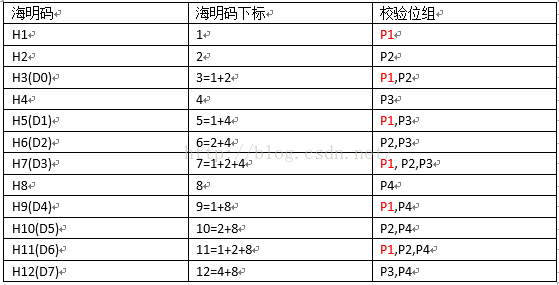 海明码 海明码下标 校验位组
H1 1 P1
H2 2 P2
H3(D0) 3=1+2 P1,P2
H4 4 P3
H5(D1) 5=1+4 P1,P3
H6(D2) 6=2+4 P2,P3
H7(D3) 7=1+2+4 P1, P2,P3
http://blog.csdn.net
H8 8 P4
H9(D4) 9=1+8 P1,P4
H10(D5) 10=2+8 P2,P4
H11(D6) 11=1+2+8 P1,P2,P4
H12(D7) 12=4+8 P3,P4